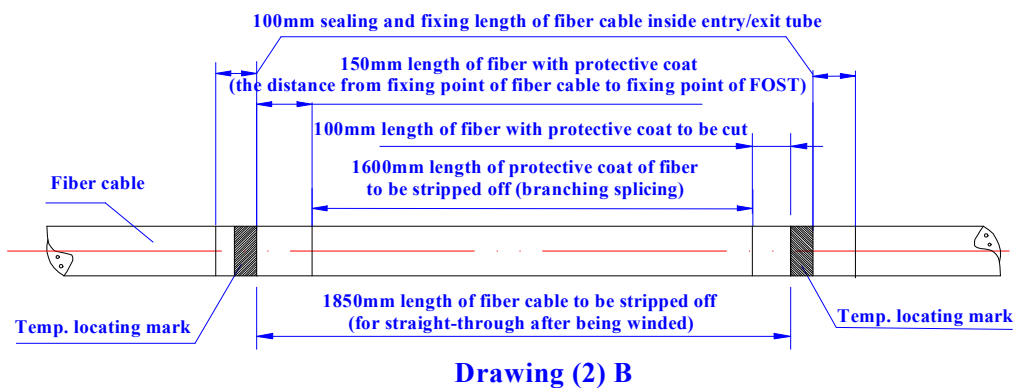 100mm sealing and fixing length of fiber cable inside entry/exit tube
150mm length of fiber with protective coat
(the distance from fixing point of fiber cable to fixing point of FOST)
100mm length of fiber with protective coat to be cut
1600mm length of protective coat of fiber
to be stripped off (branching splicing)
Fiber cable
1850mm length of fiber cable to be stripped off
(for straight-through after being winded)
Temp. locating mark
Temp. locating mark
Drawing (2) B